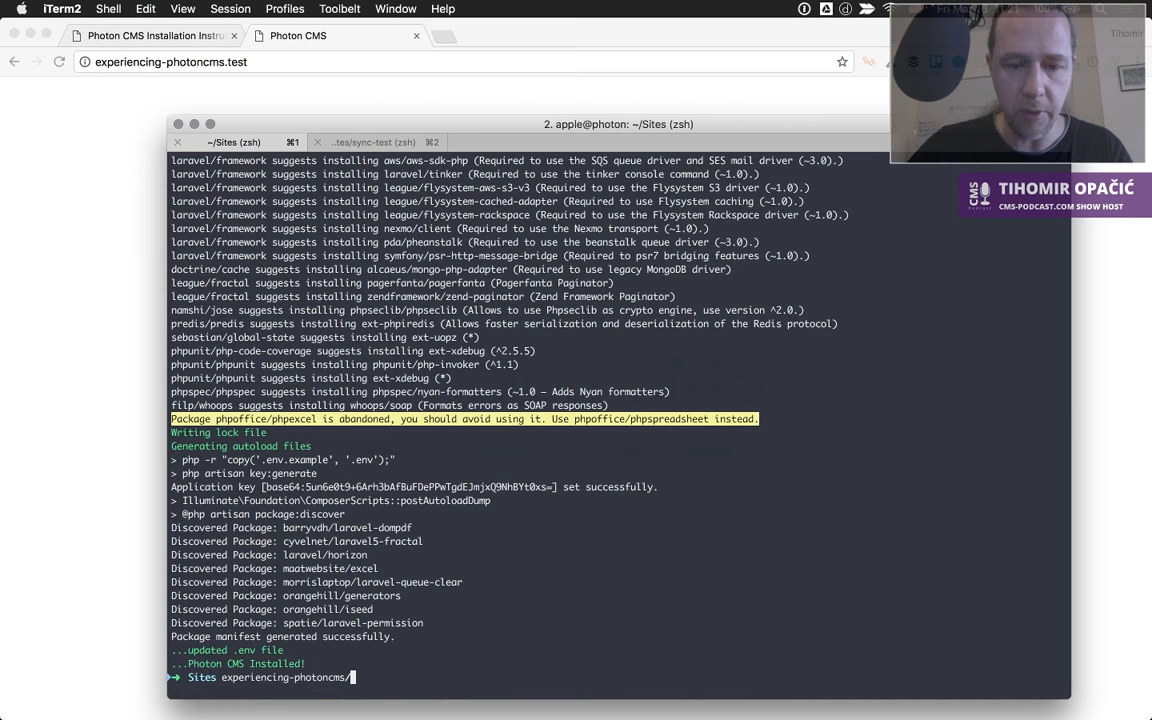 iTerm2 Shell Edit View Session Profiles Toolbelt Window Help
Photon CMS Installation Instru
Photon CMS
Tihomir
experiencing-photoncms.test
2. apple@photon: ~/Sites (zsh)
~/Sites (zsh) ⌘1
..tes/sync-test (zsh) ⌘2
laravel/framework suggests installing aws/aws-sdk-php (Required to use the SQS queue driver and SES mail driver (~3.0).)
laravel/framework suggests installing laravel/tinker (Required to use the tinker console command (~1.0).)
laravel/framework suggests installing league/flysystem-aws-s3-v3 (Required to use the Flysystem S3 driver (~1.0).)
laravel/framework suggests installing league/flysystem-cached-adapter (Required to use Flysystem caching (~1.0).)
laravel/framework suggests installing league/flysystem-rackspace (Required to use the Flysystem Rackspace driver (~1.0).)
laravel/framework suggests installing nexmo/client (Required to use the Nexmo transport (~1.0).)
laravel/framework suggests installing pda/pheanstalk (Required to use the beanstalk queue driver (~3.0).)
laravel/framework suggests installing symfony/psr-http-message-bridge (Required to psr7 bridging features (~1.0).)
doctrine/cache suggests installing alcaeus/mongo-php-adapter (Required to use legacy MongoDB driver)
league/fractal suggests installing pagerfanta/pagerfanta (Pagerfanta Paginator)
league/fractal suggests installing zendframework/zend-paginator (Zend Framework Paginator)
namshi/jose suggests installing phpseclib/phpseclib (Allows to use Phpseclib as crypto engine, use version ^2.0.)
predis/predis suggests installing ext-phpiredis (Allows faster serialization and deserialization of the Redis protocol)
sebastian/global-state suggests installing ext-uopz (*)
phpunit/php-code-coverage suggests installing ext-xdebug (^2.5.5)
phpunit/phpunit suggests installing phpunit/php-invoker (^1.1)
phpunit/phpunit suggests installing ext-xdebug (*)
phpspec/phpspec suggests installing phpspec/nyan-formatters (~1.0 – Adds Nyan formatters)
filp/whoops suggests installing whoops/soap (Formats errors as SOAP responses)
Package phpoffice/phpexcel is abandoned, you should avoid using it. Use phpoffice/phpspreadsheet instead.
Writing lock file
Generating autoload files
> php -r "copy('.env.example', '.env');"
> php artisan key:generate
Application key [base64:5un6e0t9+6Arh3bAfBuFDePPwTgdEJmjxQ9NhBYt0xs=] set successfully.
> Illuminate\Foundation\ComposerScripts::postAutoloadDump
> @php artisan package:discover
Discovered Package: barryvdh/laravel-dompdf
Discovered Package: cyvelnet/laravel5-fractal
Discovered Package: laravel/horizon
Discovered Package: maatwebsite/excel
Discovered Package: morrislaptop/laravel-queue-clear
Discovered Package: orangehill/generators
Discovered Package: orangehill/iseed
Discovered Package: spatie/laravel-permission
Package manifest generated successfully.
...updated .env file
...Photon CMS Installed!
➜ Sites experiencing-photoncms/
CMS Podcast
TIHOMIR OPAČIĆ
CMS-PODCAST.COM SHOW HOST